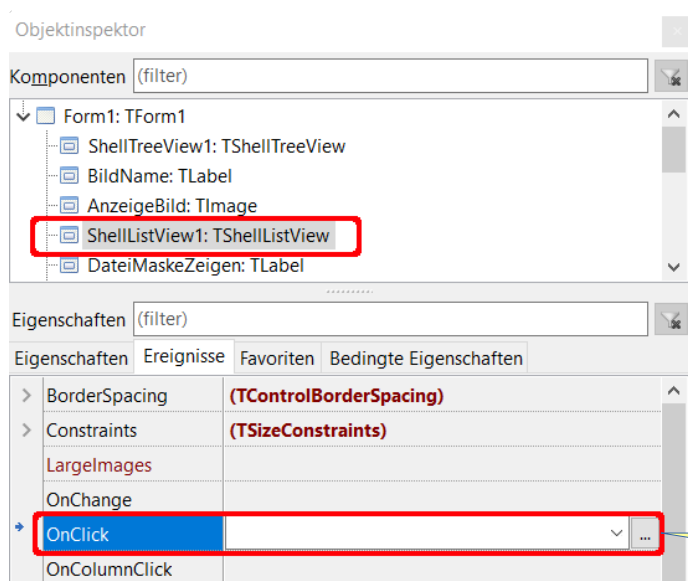 Objektinspektor
Komponenten (filter)
Form1: TForm1
ShellTreeView1: TShellTreeView
BildName: TLabel
AnzeigeBild: TImage
ShellListView1: TShellListView
DateiMaskeZeigen: TLabel
Eigenschaften (filter)
Eigenschaften Ereignisse Favoriten Bedingte Eigenschaften
BorderSpacing (TControlBorderSpacing)
Constraints (TSizeConstraints)
LargeImages
OnChange
OnClick ...
OnColumnClick